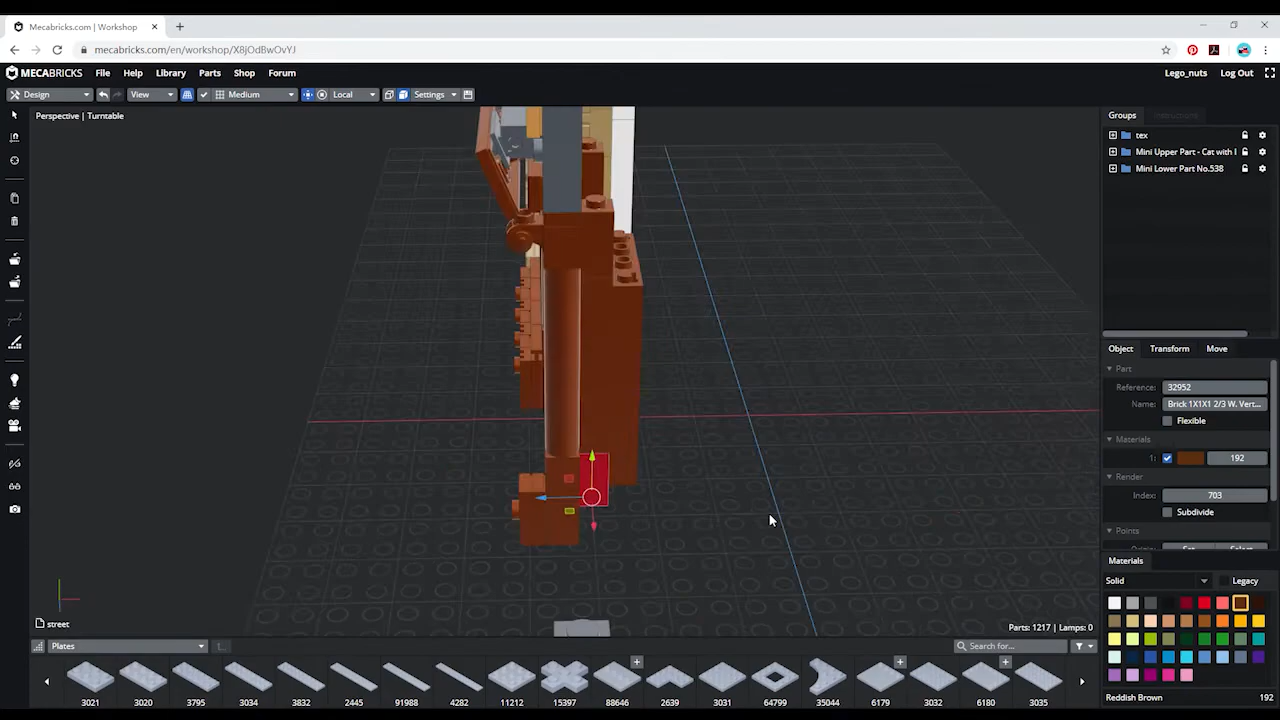 Mecabricks.com | Workshop
mecabricks.com/en/workshop/X8jOdBwOvYJ
MECABRICKS File Help Library Parts Shop Forum Lego_nuts Log Out
Design View Medium Local Settings
Perspective | Turntable
Groups Instructions
tex
Mini Upper Part - Cat with l
Mini Lower Part No.538
Object Transform Move
Part
Reference: 32952
Name: Brick 1X1X1 2/3 W. Vert...
Flexible
Materials
1: 192
Render
Index: 703
Subdivide
Points
Materials
Solid Legacy
street
Parts: 1217 | Lamps: 0
Plates Search for...
3021 3020 3795 3034 3832 2445 91988 4282 11212 15397 88646 2639 3031 64799 35044 6179 3032 6180 3035
Reddish Brown 192